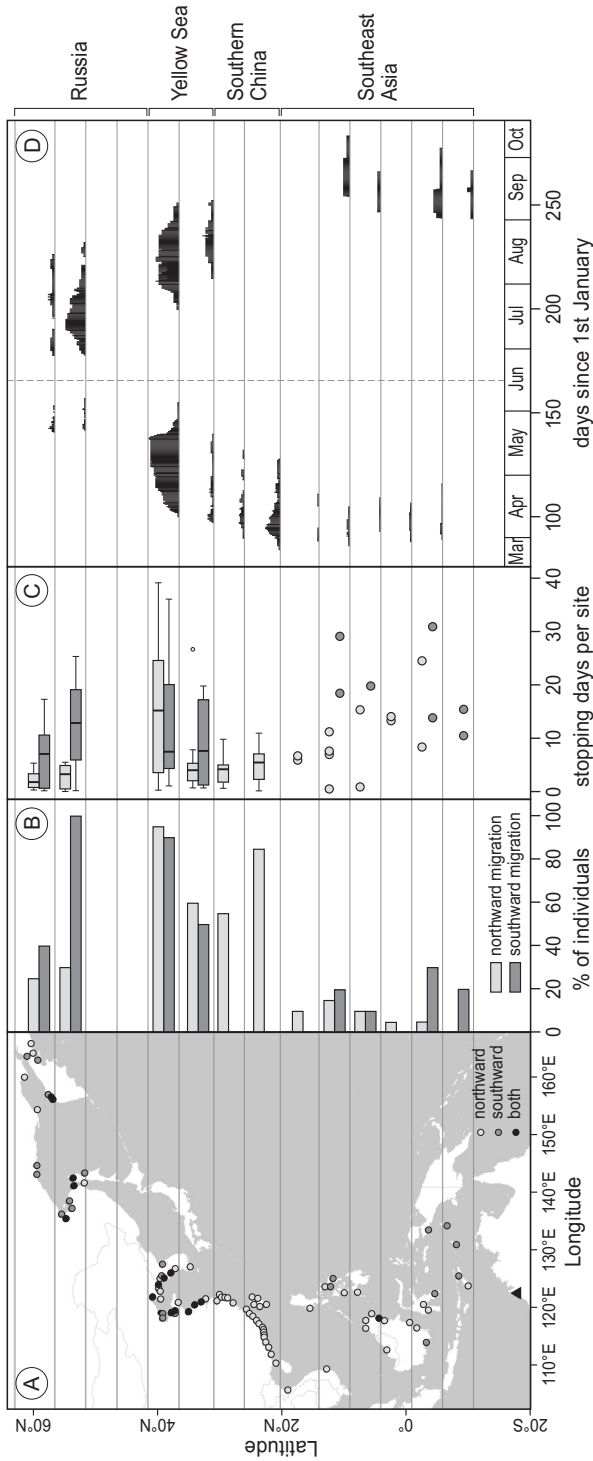 A
Latitude
60°N
40°N
20°N
0°
20°S
110°E
120°E
130°E
140°E
150°E
160°E
Longitude
northward
southward
both
B
0
20
40
60
80
100
% of individuals
northward migration
southward migration
C
0
10
20
30
40
stopping days per site
D
Mar
Apr
May
Jun
Jul
Aug
Sep
Oct
100
150
200
250
days since 1st January
Russia
Yellow Sea
Southern
China
Southeast
Asia